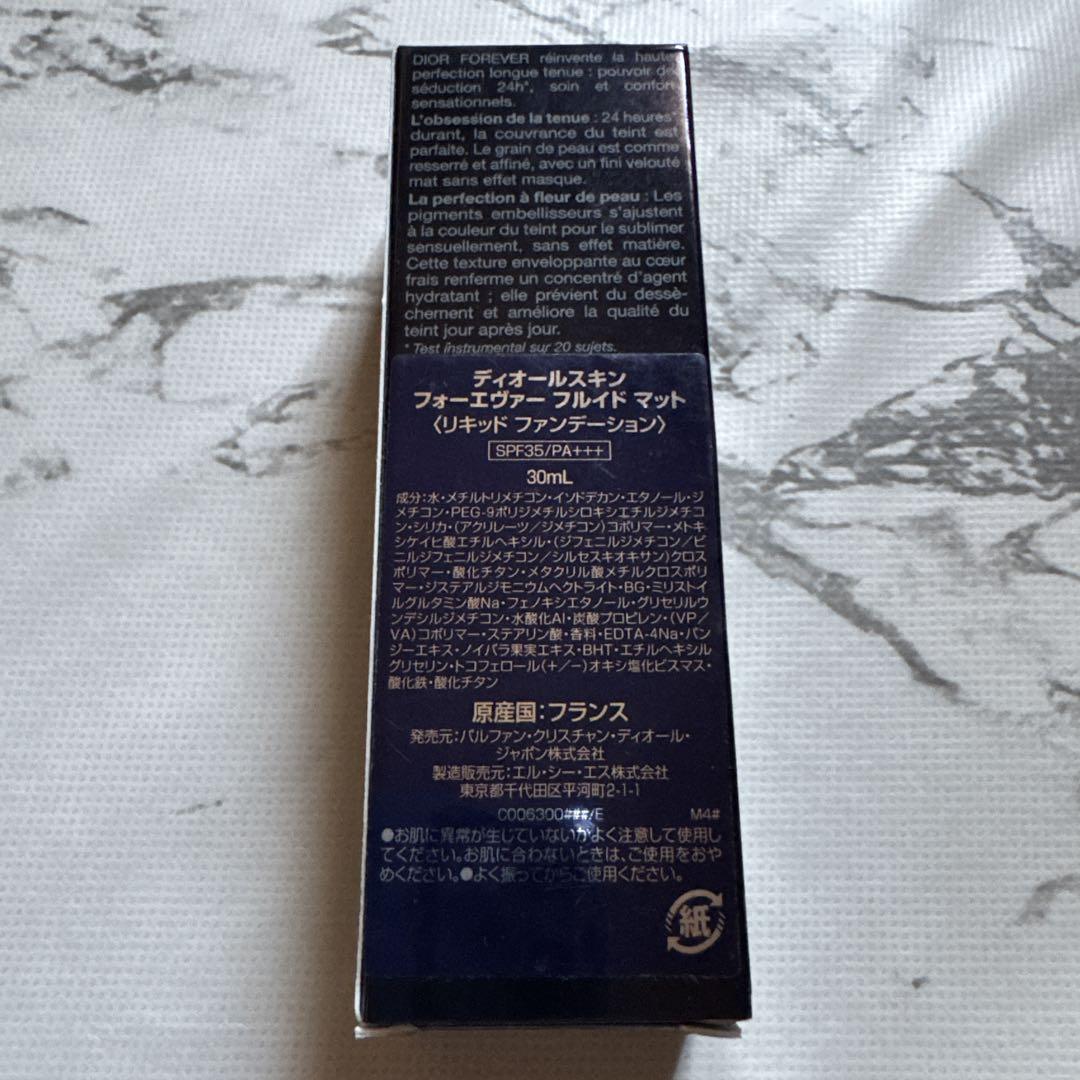 DIOR FOREVER réinvente la haute
perfection longue tenue : pouvoir de
séduction 24h*, soin et confort
sensationnels.
L'obsession de la tenue : 24 heures*
durant, la couvrance du teint est
parfaite. Le grain de peau est comme
resserré et affiné, avec un fini velouté
mat sans effet masque.
La perfection à fleur de peau : Les
pigments embellisseurs s'ajustent
à la couleur du teint pour le sublimer
sensuellement, sans effet matière.
Cette texture enveloppante au cœur
frais renferme un concentré d'agent
hydratant ; elle prévient du dessè-
chement et améliore la qualité du
teint jour après jour.
* Test instrumental sur 20 sujets.
ディオールスキン
フォーエヴァー フルイド マット
〈リキッド ファンデーション〉
SPF35/PA+++
30mL
成分:水・メチルトリメチコン・イソドデカン・エタノール・ジ
メチコン・PEG-9ポリジメチルシロキシエチルジメチコ
ン・シリカ・(アクリレーツ/ジメチコン)コポリマー・メトキ
シケイヒ酸エチルヘキシル・(ジフェニルジメチコン/ビ
ニルジフェニルジメチコン/シルセスキオキサン)クロス
ポリマー・酸化チタン・メタクリル酸メチルクロスポリ
マー・ジステアルジモニウムヘクトライト・BG・ミリストイ
ルグルタミン酸Na・フェノキシエタノール・グリセリルウ
ンデシルジメチコン・水酸化Al・炭酸プロピレン・(VP/
VA)コポリマー・ステアリン酸・香料・EDTA-4Na・パン
ジーエキス・ノイバラ果実エキス・BHT・エチルヘキシル
グリセリン・トコフェロール(+/-)オキシ塩化ビスマス・
酸化鉄・酸化チタン
原産国:フランス
発売元:パルファン・クリスチャン・ディオール・
ジャポン株式会社
製造販売元:エル・シー・エス株式会社
東京都千代田区平河町2-1-1
C006300###/E M4#
●お肌に異常が生じていないかよく注意して使用し
てください。お肌に合わないときは、ご使用をおや
めください。●よく振ってからご使用ください。
紙